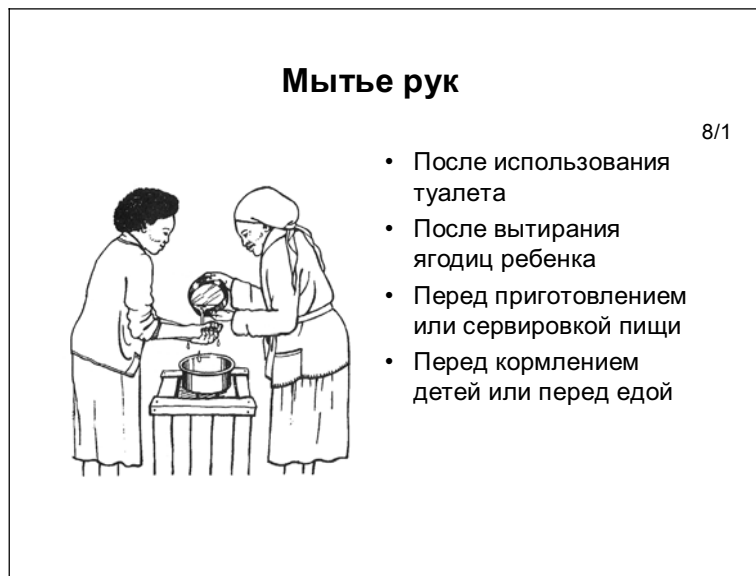 Мытье рук
8/1
• После использования
туалета
• После вытирания
ягодиц ребенка
• Перед приготовлением
или сервировкой пищи
• Перед кормлением
детей или перед едой